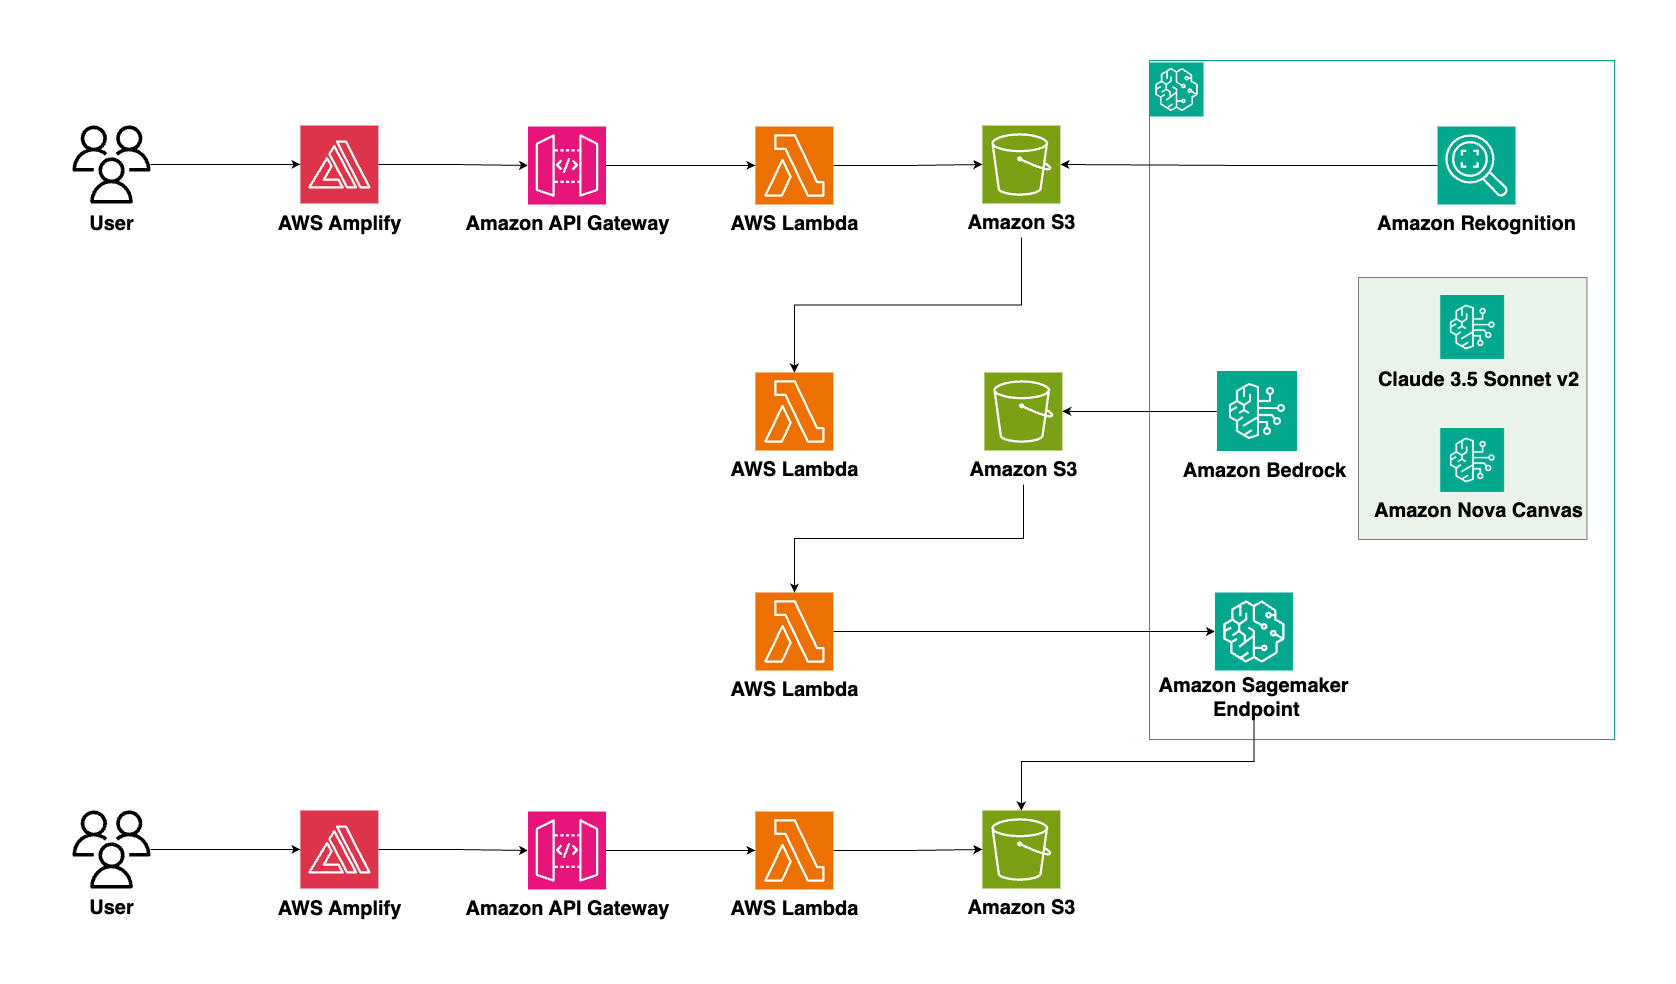 User
AWS Amplify
Amazon API Gateway
AWS Lambda
Amazon S3
Amazon Rekognition
Claude 3.5 Sonnet v2
AWS Lambda
Amazon S3
Amazon Bedrock
Amazon Nova Canvas
AWS Lambda
Amazon Sagemaker
Endpoint
User
AWS Amplify
Amazon API Gateway
AWS Lambda
Amazon S3